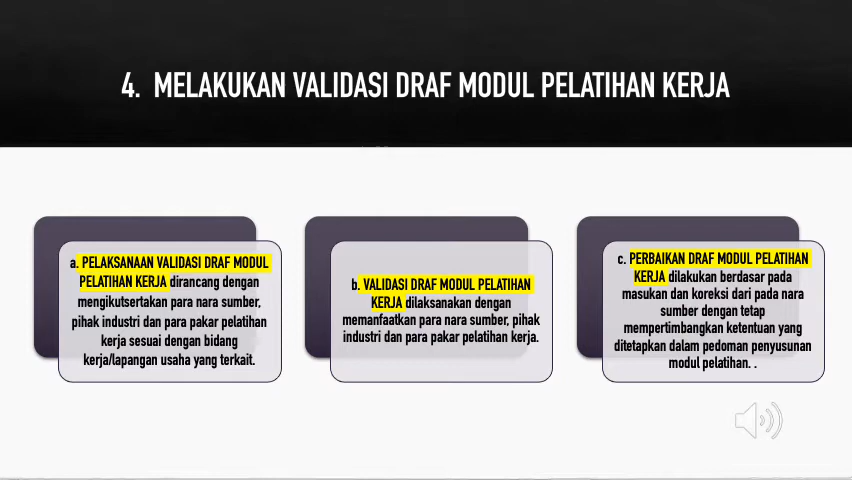 4. MELAKUKAN VALIDASI DRAF MODUL PELATIHAN KERJA
a. PELAKSANAAN VALIDASI DRAF MODUL
PELATIHAN KERJA dirancang dengan
mengikutsertakan para nara sumber,
pihak industri dan para pakar pelatihan
kerja sesuai dengan bidang
kerja/lapangan usaha yang terkait.
b. VALIDASI DRAF MODUL PELATIHAN
KERJA dilaksanakan dengan
memanfaatkan para nara sumber, pihak
industri dan para pakar pelatihan kerja.
c. PERBAIKAN DRAF MODUL PELATIHAN
KERJA dilakukan berdasar pada
masukan dan koreksi dari pada nara
sumber dengan tetap
mempertimbangkan ketentuan yang
ditetapkan dalam pedoman penyusunan
modul pelatihan. .